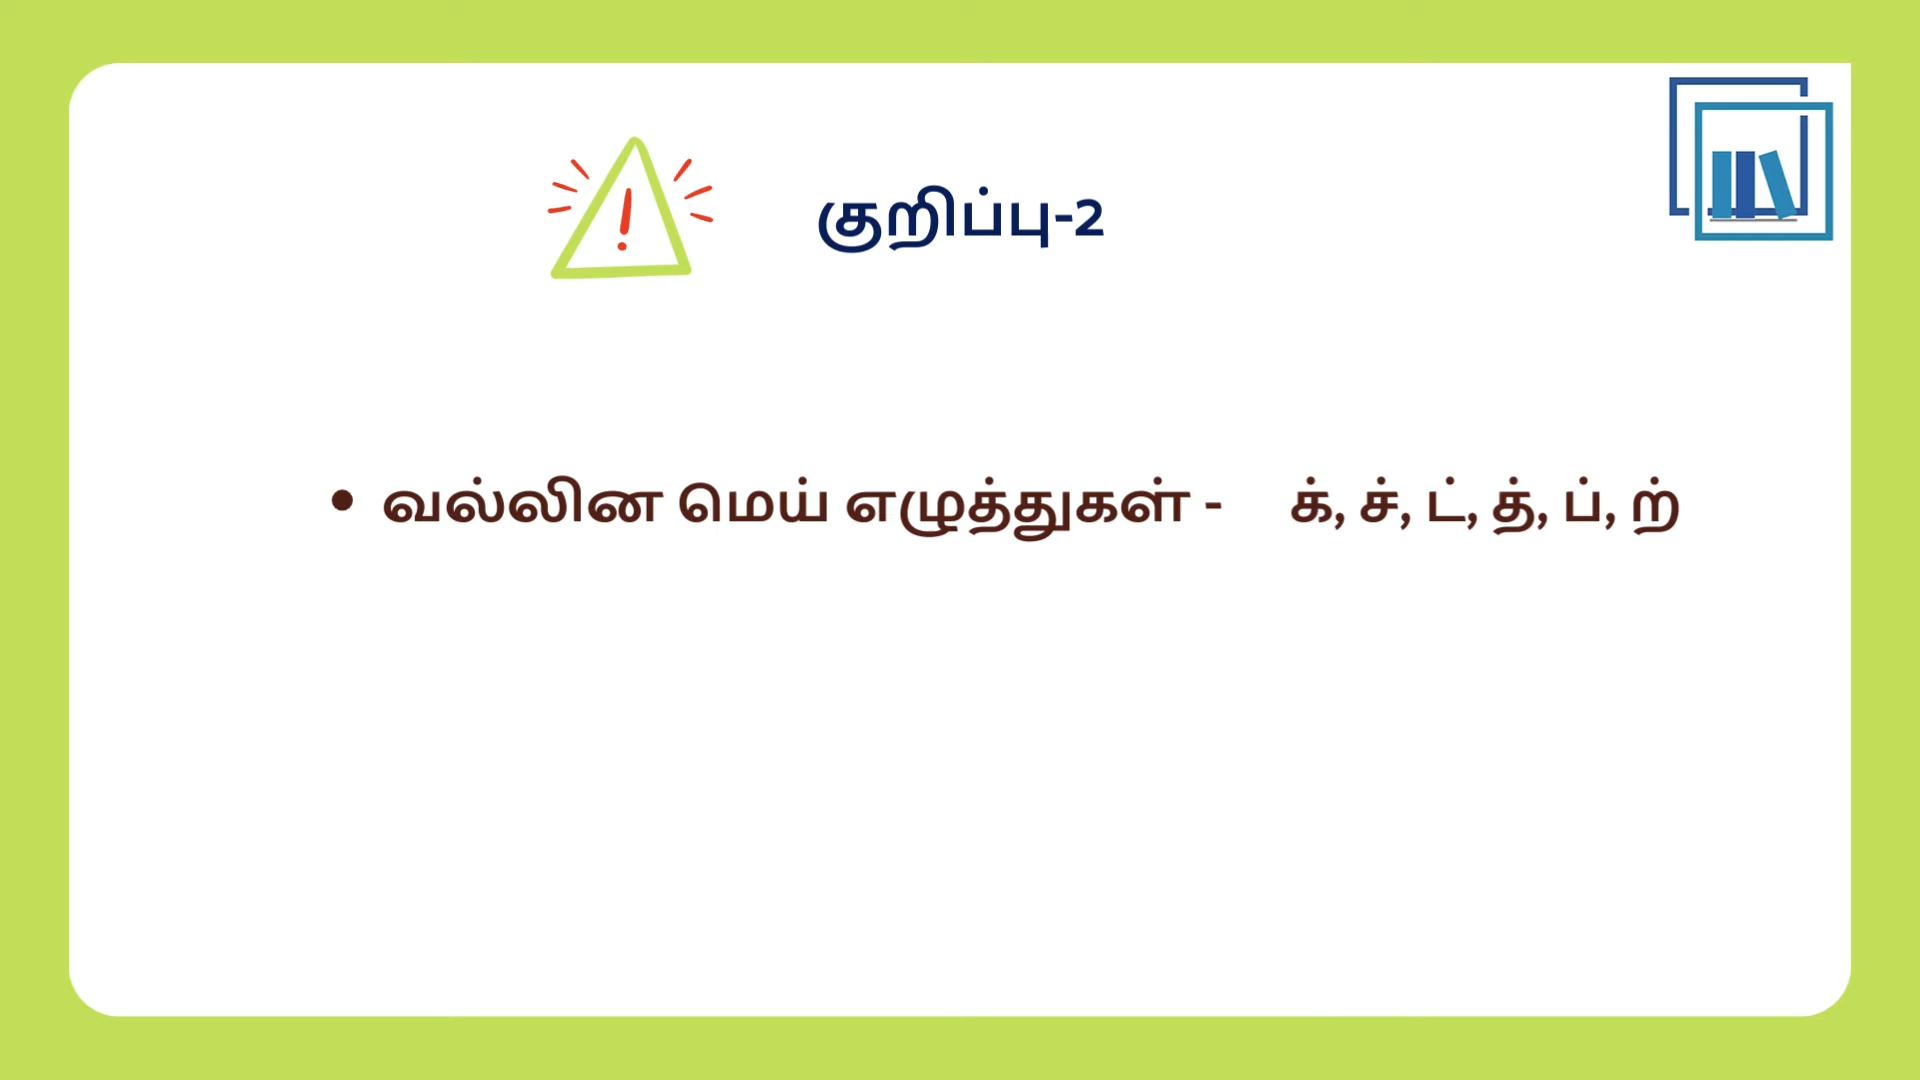 குறிப்பு-2
• வல்லின மெய் எழுத்துகள் - க், ச், ட், த், ப், ற்